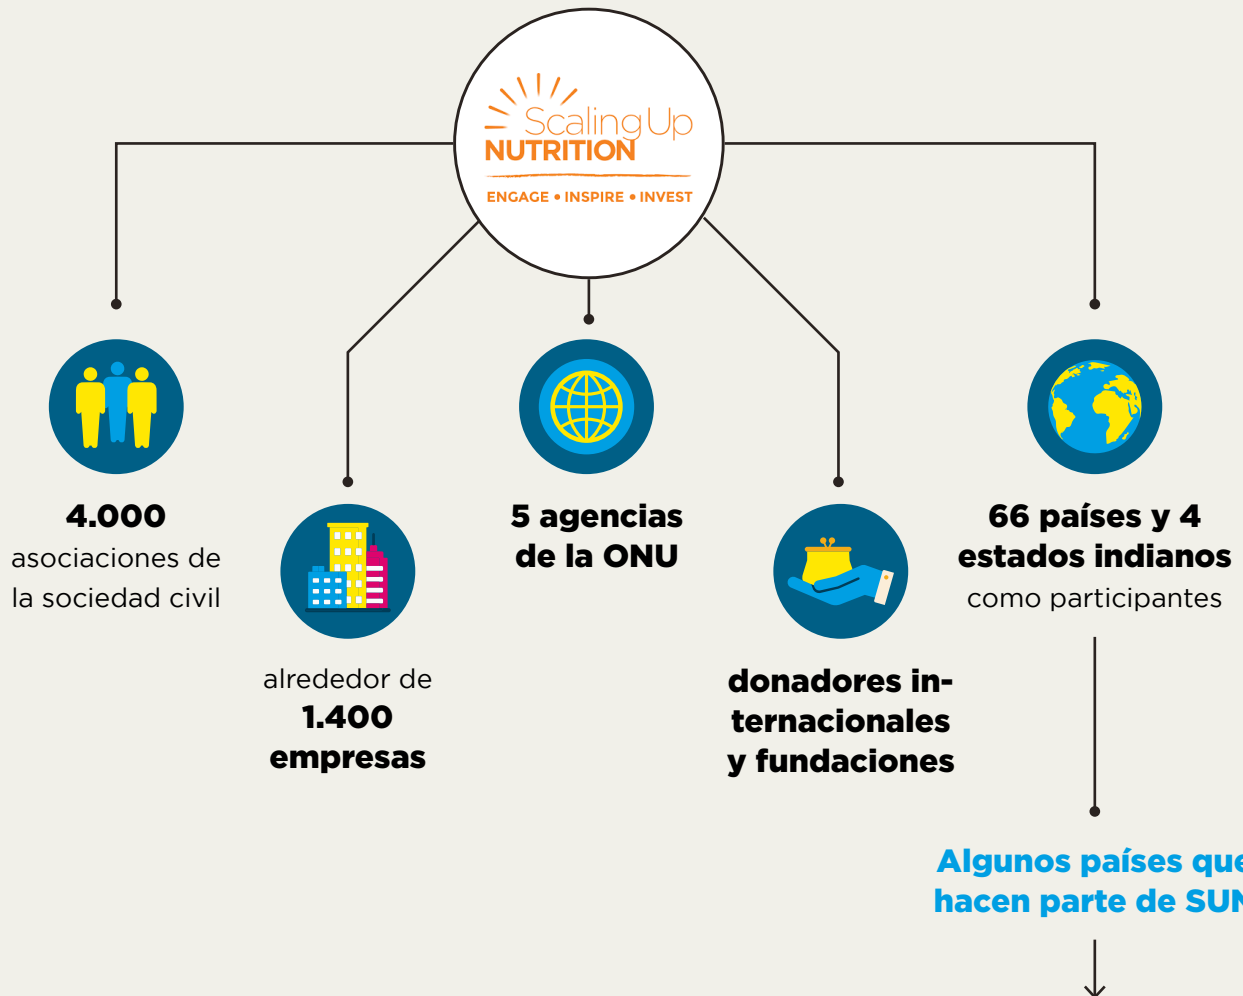 Scaling Up
NUTRITION
ENGAGE • INSPIRE • INVEST
4.000
asociaciones de
la sociedad civil
alrededor de
1.400
empresas
5 agencias
de la ONU
donadores in-
ternacionales
y fundaciones
66 países y 4
estados indianos
como participantes
Algunos países que
hacen parte de SUN